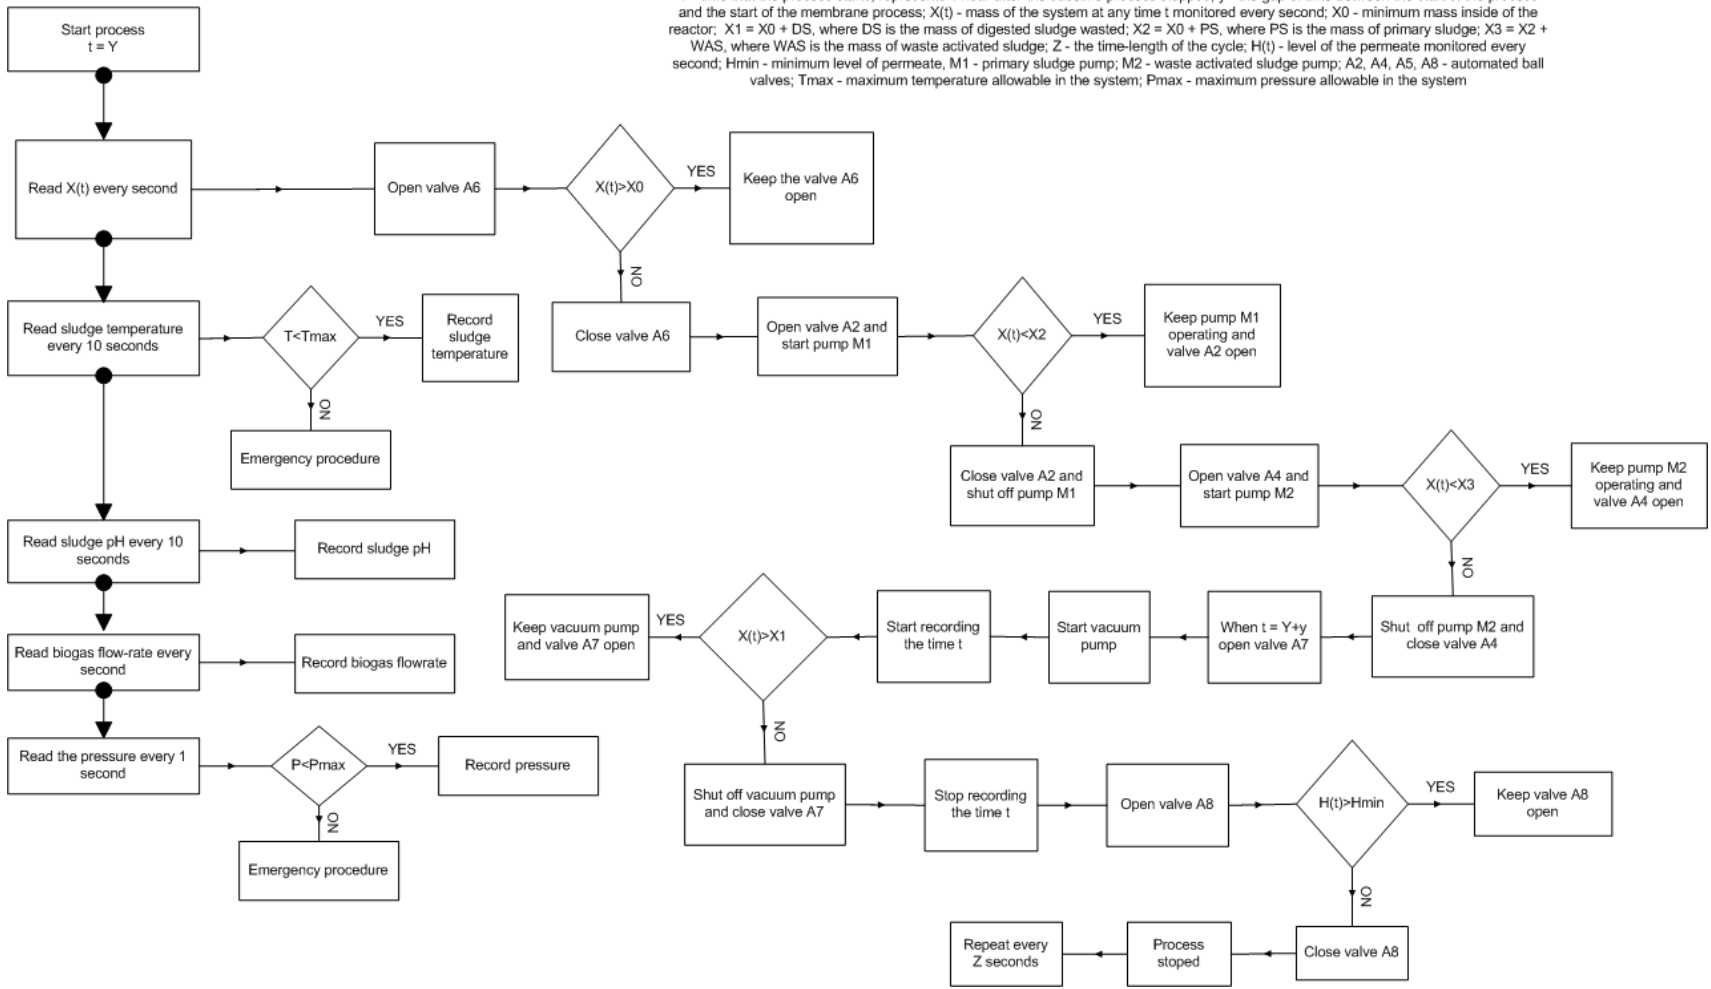 and the start of the membrane process; X(t) - mass of the system at any time t monitored every second; X0 - minimum mass inside of the
reactor; X1 = X0 + DS, where DS is the mass of digested sludge wasted; X2 = X0 + PS, where PS is the mass of primary sludge; X3 = X2 +
WAS, where WAS is the mass of waste activated sludge; Z - the time-length of the cycle; H(t) - level of the permeate monitored every
second; Hmin - minimum level of permeate, M1 - primary sludge pump; M2 - waste activated sludge pump; A2, A4, A5, A8 - automated ball
valves; Tmax - maximum temperature allowable in the system; Pmax - maximum pressure allowable in the system
Start process
t = Y
Read X(t) every second
Open valve A6
X(t)>X0
YES
Keep the valve A6
open
NO
Close valve A6
Open valve A2 and
start pump M1
X(t)<X2
YES
Keep pump M1
operating and
valve A2 open
NO
Read sludge temperature
every 10 seconds
T<Tmax
YES
Record
sludge
temperature
NO
Emergency procedure
Close valve A2 and
shut off pump M1
Open valve A4 and
start pump M2
X(t)<X3
YES
Keep pump M2
operating and
valve A4 open
NO
Read sludge pH every 10
seconds
Record sludge pH
Shut off pump M2 and
close valve A4
When t = Y+y
open valve A7
Start vacuum
pump
Start recording
the time t
X(t)>X1
YES
Keep vacuum pump
and valve A7 open
NO
Read biogas flow-rate every
second
Record biogas flowrate
Read the pressure every 1
second
P<Pmax
YES
Record pressure
NO
Emergency procedure
Shut off vacuum pump
and close valve A7
Stop recording
the time t
Open valve A8
H(t)>Hmin
YES
Keep valve A8
open
NO
Close valve A8
Process
stoped
Repeat every
Z seconds